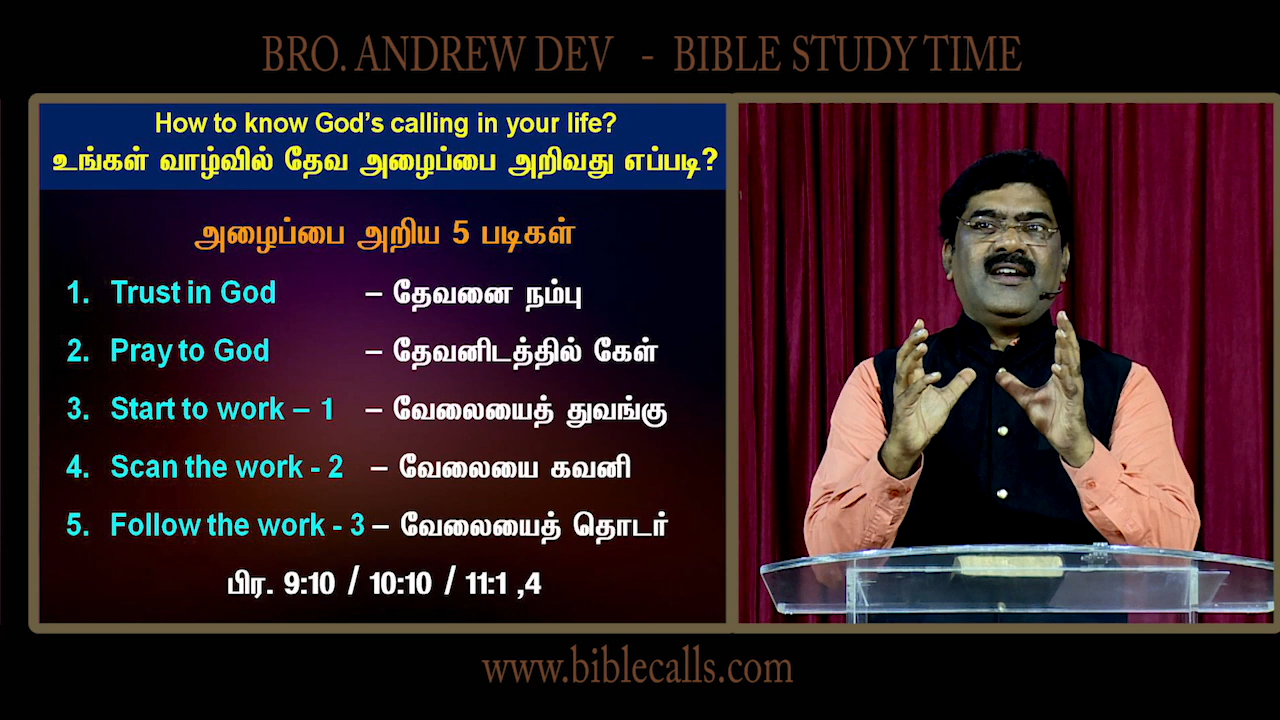 BRO. ANDREW DEV - BIBLE STUDY TIME
How to know God's calling in your life?
உங்கள் வாழ்வில் தேவ அழைப்பை அறிவது எப்படி?
அழைப்பை அறிய 5 படிகள்
1. Trust in God – தேவனை நம்பு
2. Pray to God – தேவனிடத்தில் கேள்
3. Start to work – 1 – வேலையைத் துவங்கு
4. Scan the work - 2 – வேலையை கவனி
5. Follow the work - 3 – வேலையைத் தொடர்
பிர. 9:10 / 10:10 / 11:1 ,4
www.biblecalls.com